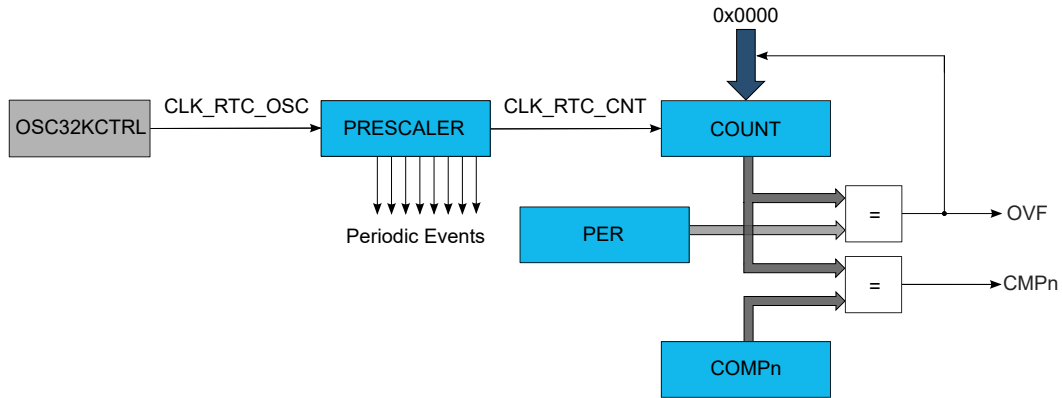 0x0000
OSC32KCTRL
CLK_RTC_OSC
PRESCALER
CLK_RTC_CNT
COUNT
Periodic Events
PER
=
OVF
=
CMPn
COMPn